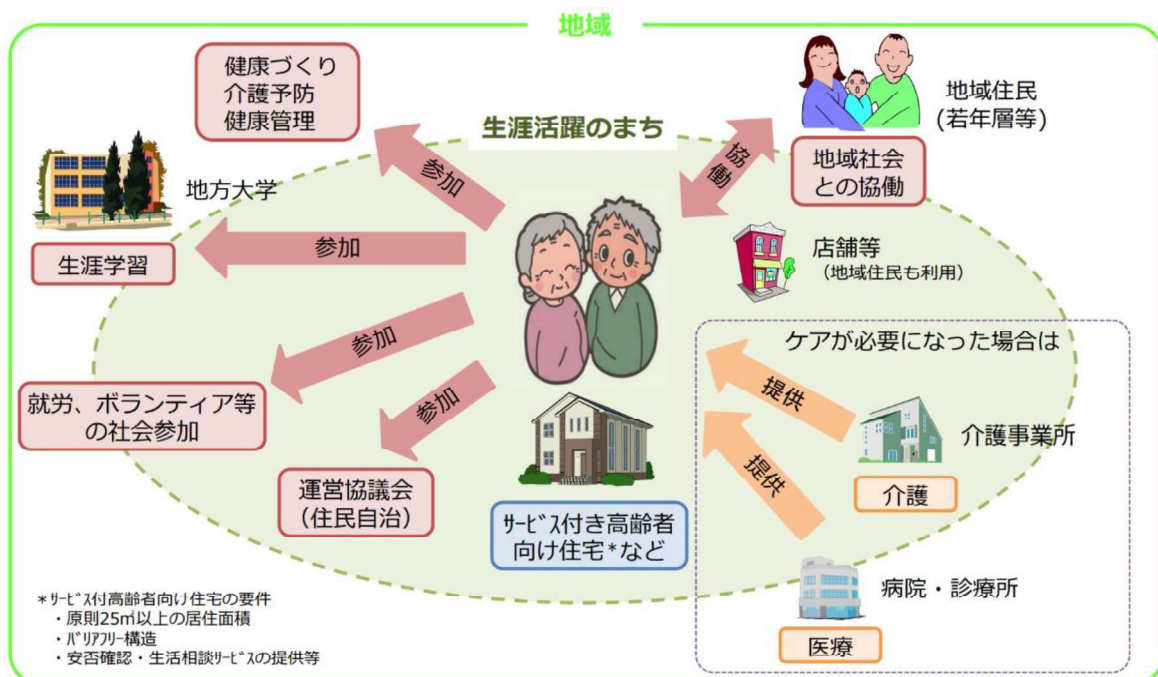 地域
健康づくり
介護予防
健康管理
生涯活躍のまち
地域住民
(若年層等)
協働
地域社会
との協働
参加
地方大学
生涯学習
参加
店舗等
(地域住民も利用)
参加
就労、ボランティア等
の社会参加
参加
運営協議会
(住民自治)
サービス付き高齢者
向け住宅*など
ケアが必要になった場合は
提供
介護事業所
介護
提供
病院・診療所
医療
*サービス付高齢者向け住宅の要件
・原則25㎡以上の居住面積
・バリアフリー構造
・安否確認・生活相談サービスの提供等